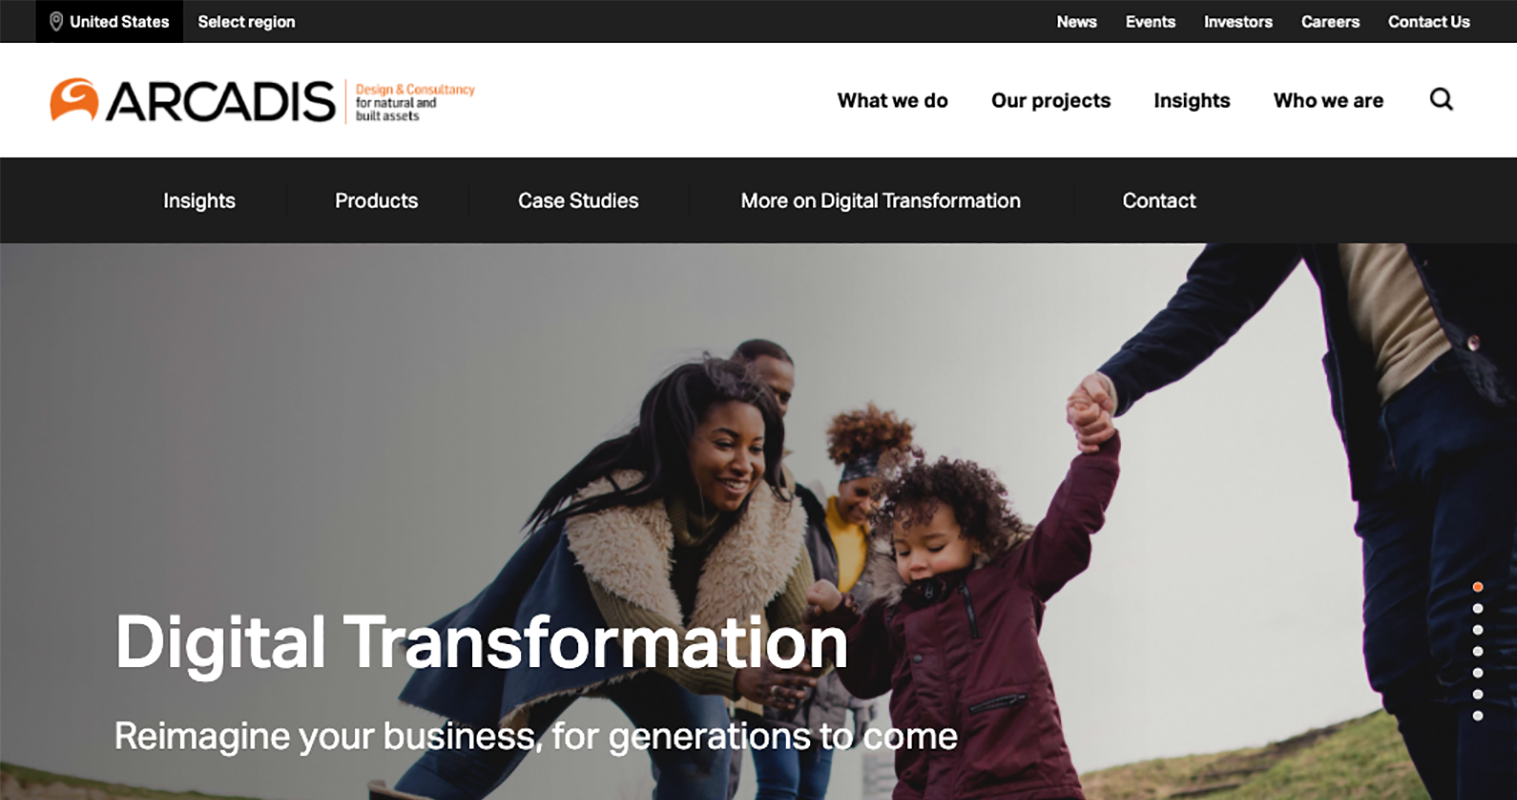 United States Select region News Events Investors Careers Contact Us
ARCADIS
Design & Consultancy
for natural and
built assets
What we do Our projects Insights Who we are
Insights Products Case Studies More on Digital Transformation Contact
Digital Transformation
Reimagine your business, for generations to come